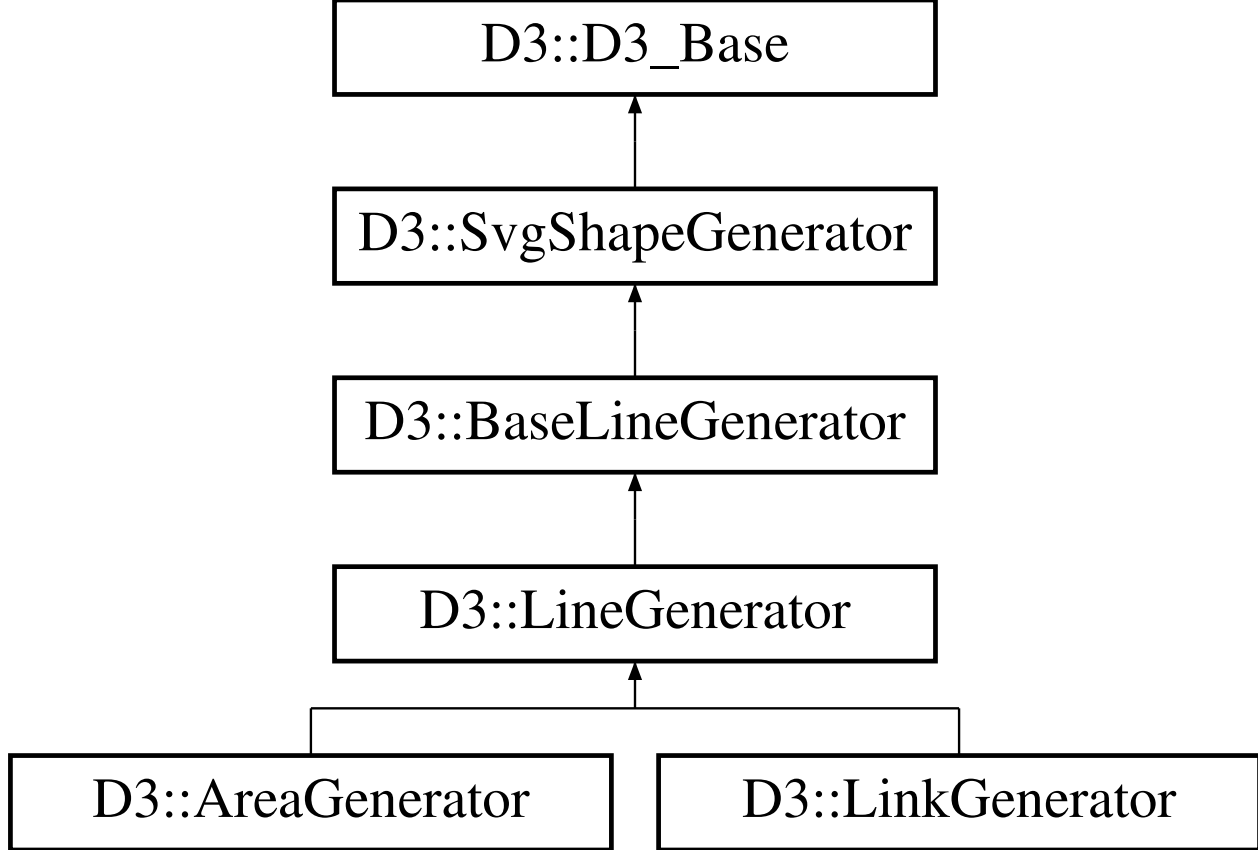 D3::D3_Base
D3::SvgShapeGenerator
D3::BaseLineGenerator
D3::LineGenerator
D3::AreaGenerator
D3::LinkGenerator